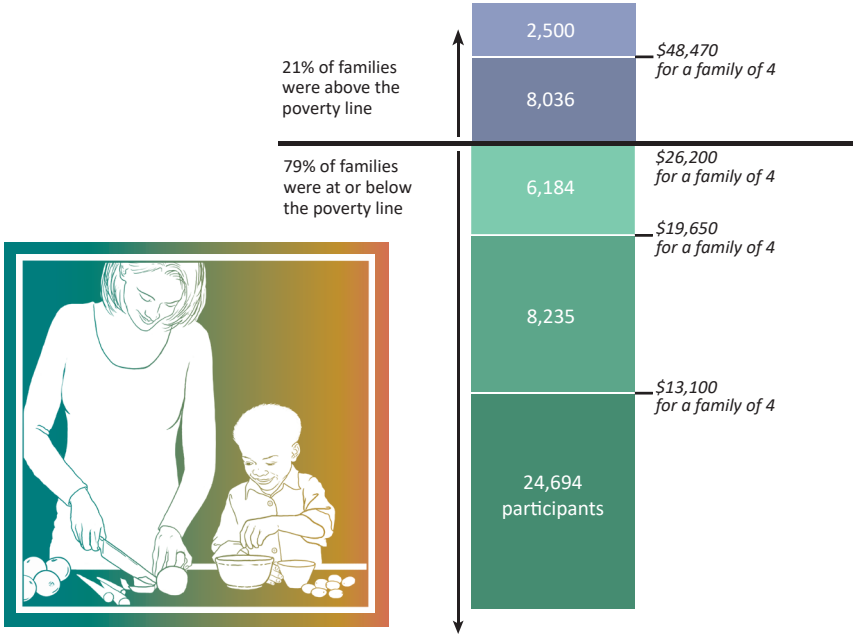 2,500
$48,470
for a family of 4
21% of families
were above the
poverty line
8,036
$26,200
for a family of 4
79% of families
were at or below
the poverty line
6,184
$19,650
for a family of 4
8,235
$13,100
for a family of 4
24,694
participants